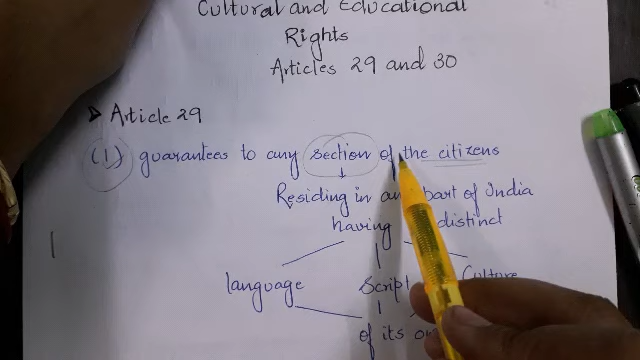 Cultural and Educational
Rights
Articles 29 and 30
➤ Article 29
(1) guarantees to any section of the citizens
Residing in any part of India
having distinct
language Script Culture
of its own